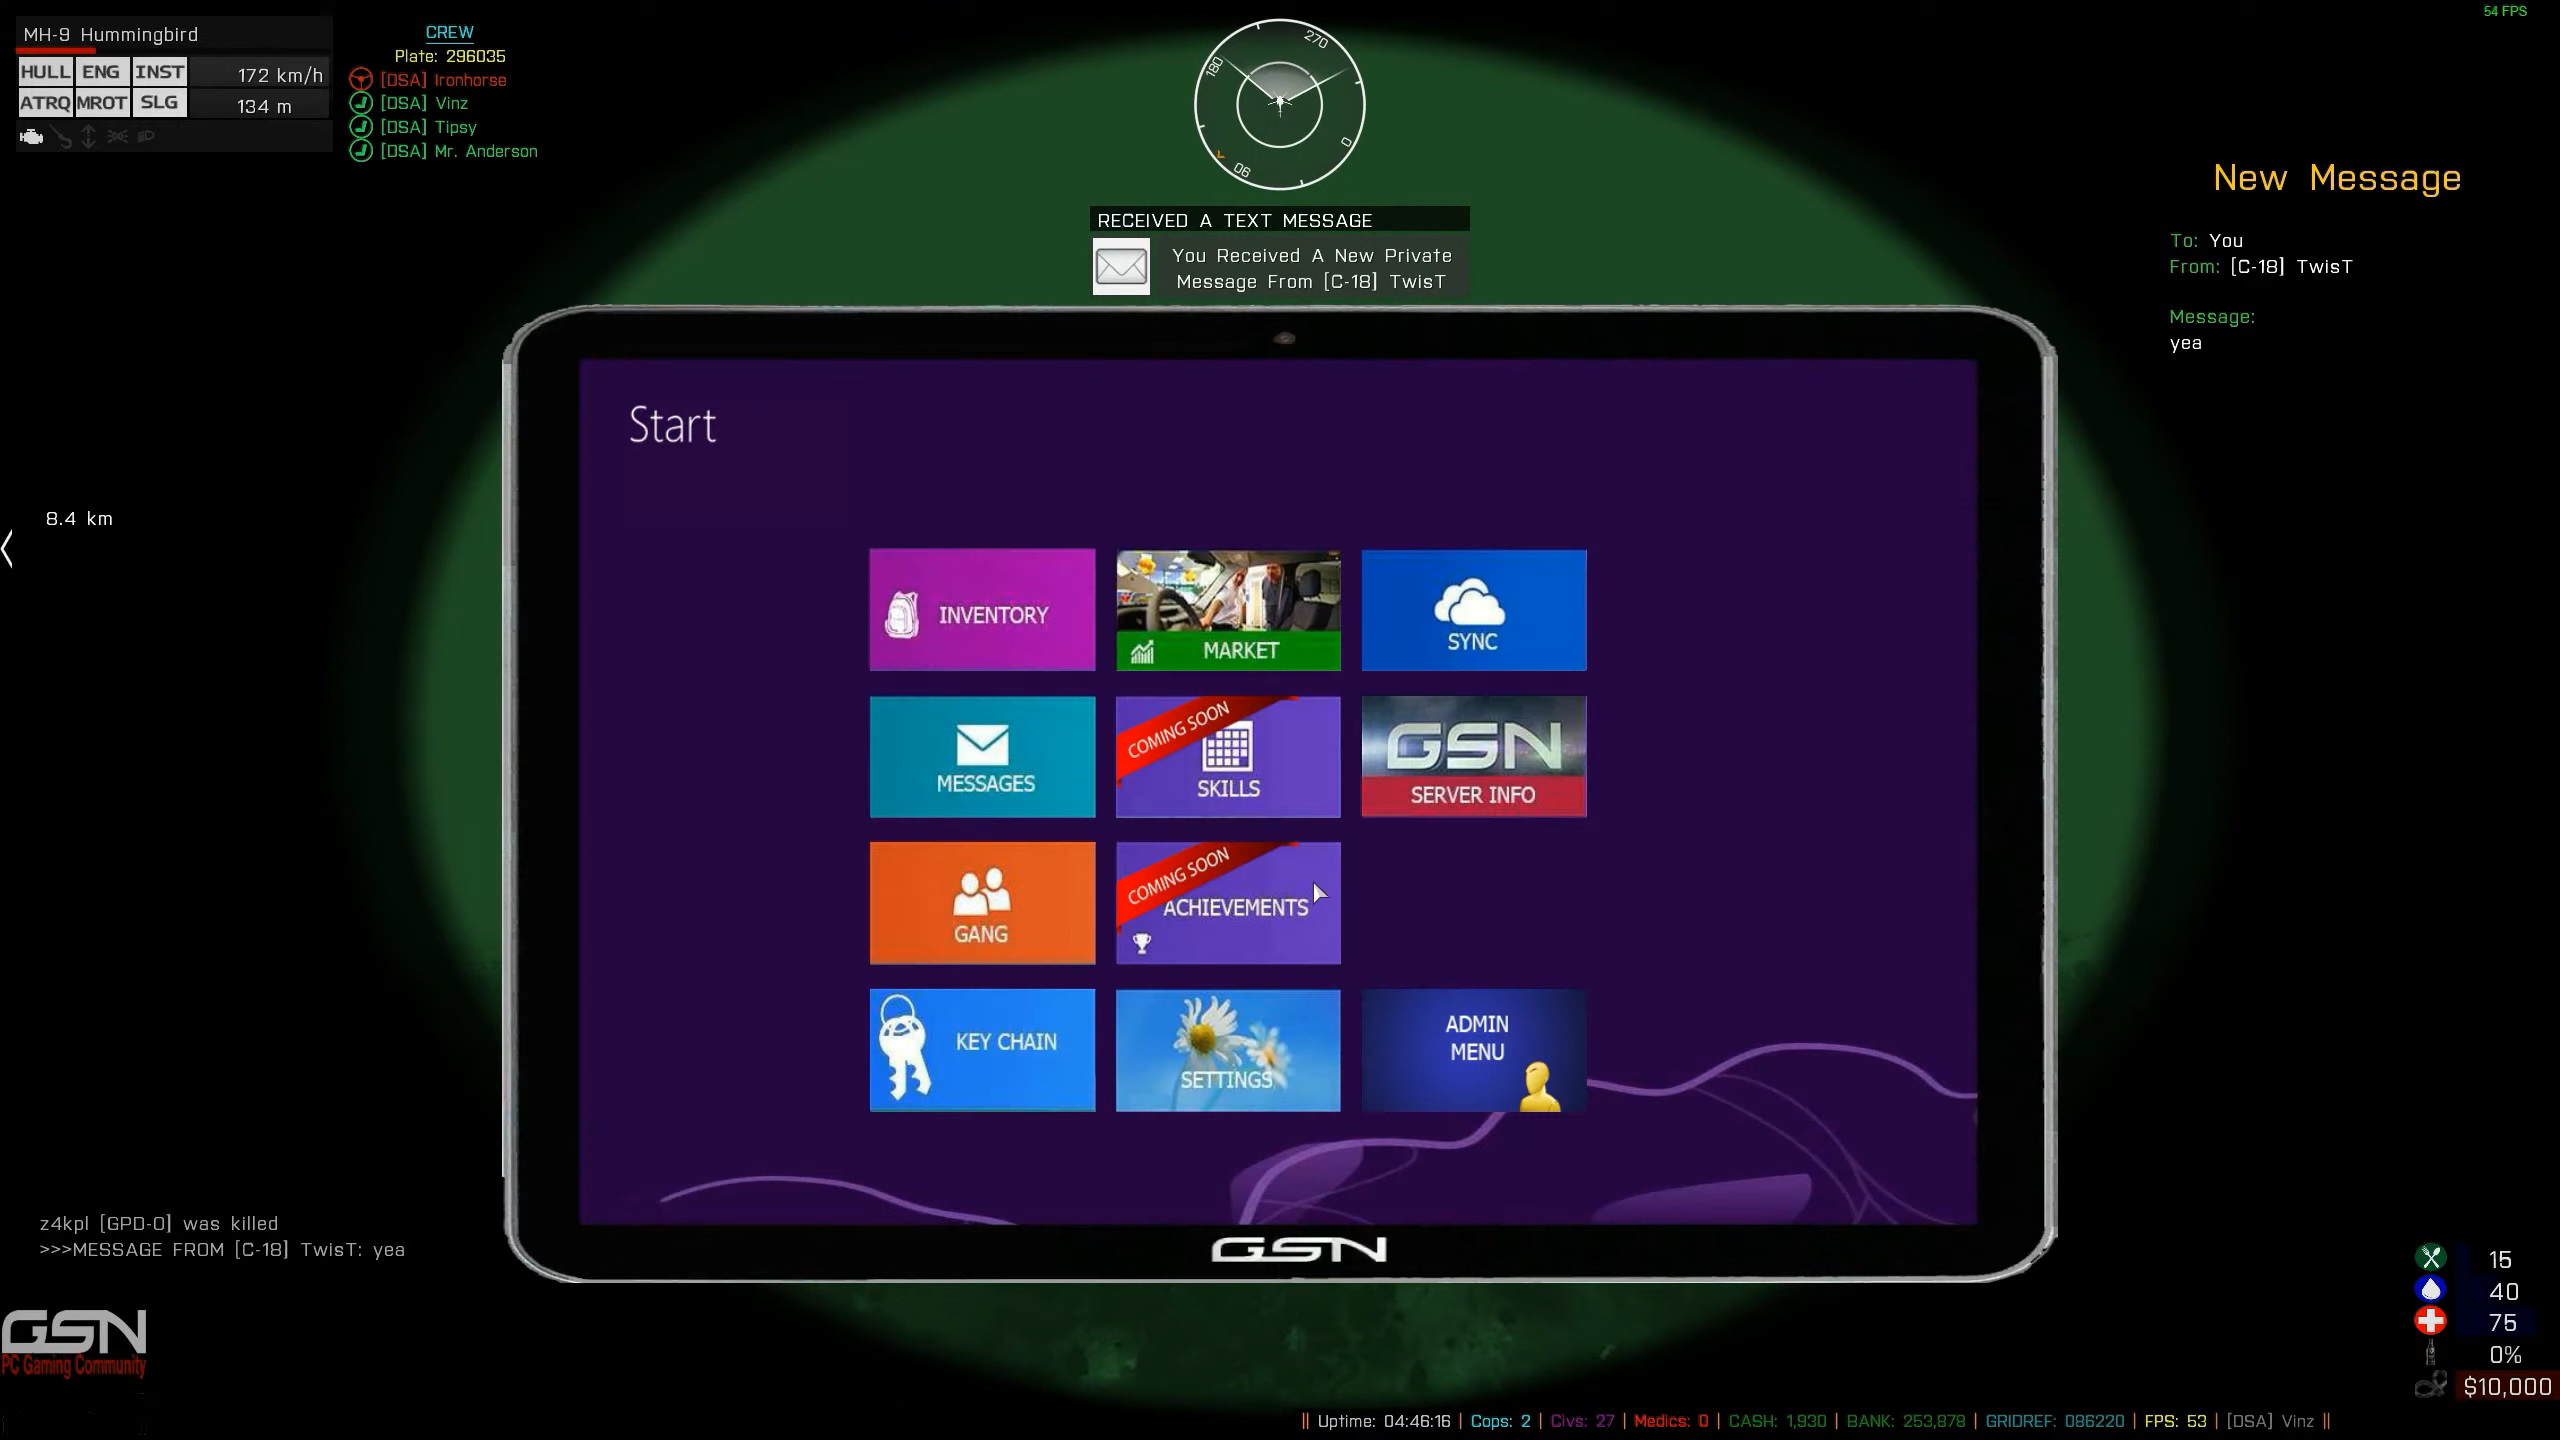 54 FPS
MH-9 Hummingbird
HULL ENG INST 172 km/h
ATRQ MROT SLG 134 m
CREW
Plate: 296035
[DSA] Ironhorse
[DSA] Vinz
[DSA] Tipsy
[DSA] Mr. Anderson
180
270
0
90
RECEIVED A TEXT MESSAGE
You Received A New Private
Message From [C-18] TwisT
New Message
To: You
From: [C-18] TwisT
Message:
yea
8.4 km
Start
INVENTORY
MARKET
SYNC
MESSAGES
COMING SOON
SKILLS
GSN
SERVER INFO
GANG
COMING SOON
ACHIEVEMENTS
KEY CHAIN
SETTINGS
ADMIN
MENU
GSN
z4kpl [GPD-O] was killed
>>>MESSAGE FROM [C-18] TwisT: yea
GSN
PC Gaming Community
15
40
75
0%
$10,000
|| Uptime: 04:46:16 | Cops: 2 | Civs: 27 | Medics: 0 | CASH: 1,930 | BANK: 253,878 | GRIDREF: 086220 | FPS: 53 | [DSA] Vinz ||